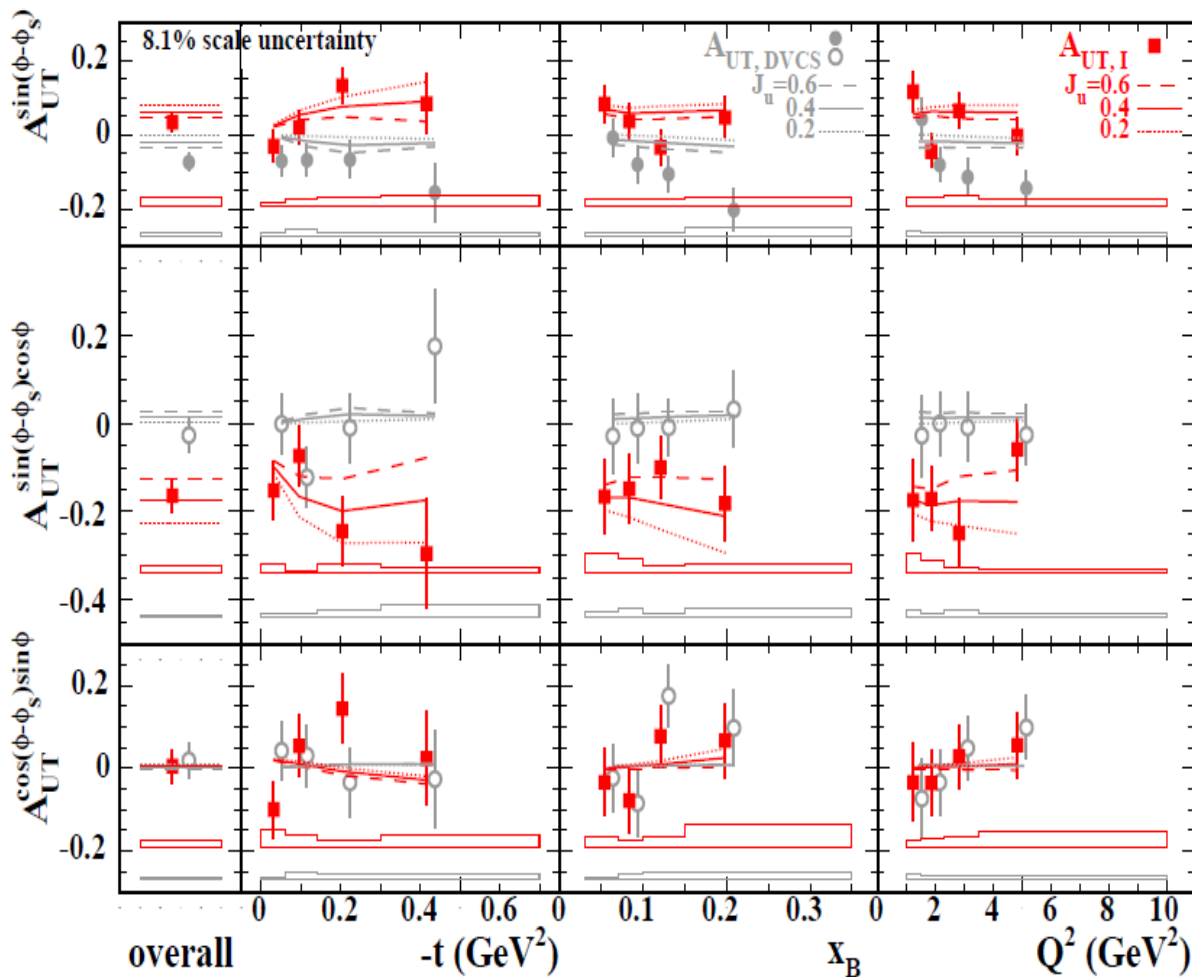 8.1% scale uncertainty
A_UT, DVCS
J_u=0.6
0.4
0.2
A_UT, I
J_u=0.6
0.4
0.2
A_UT^sin(ϕ-ϕ_s)
0.2
0
-0.2
A_UT^sin(ϕ-ϕ_s)cosϕ
0.2
0
-0.2
-0.4
A_UT^cos(ϕ-ϕ_s)sinϕ
0.2
0
-0.2
0 0.2 0.4 0.6 0 0.1 0.2 0.3 0 2 4 6 8 10
overall -t (GeV²) x_B Q² (GeV²)